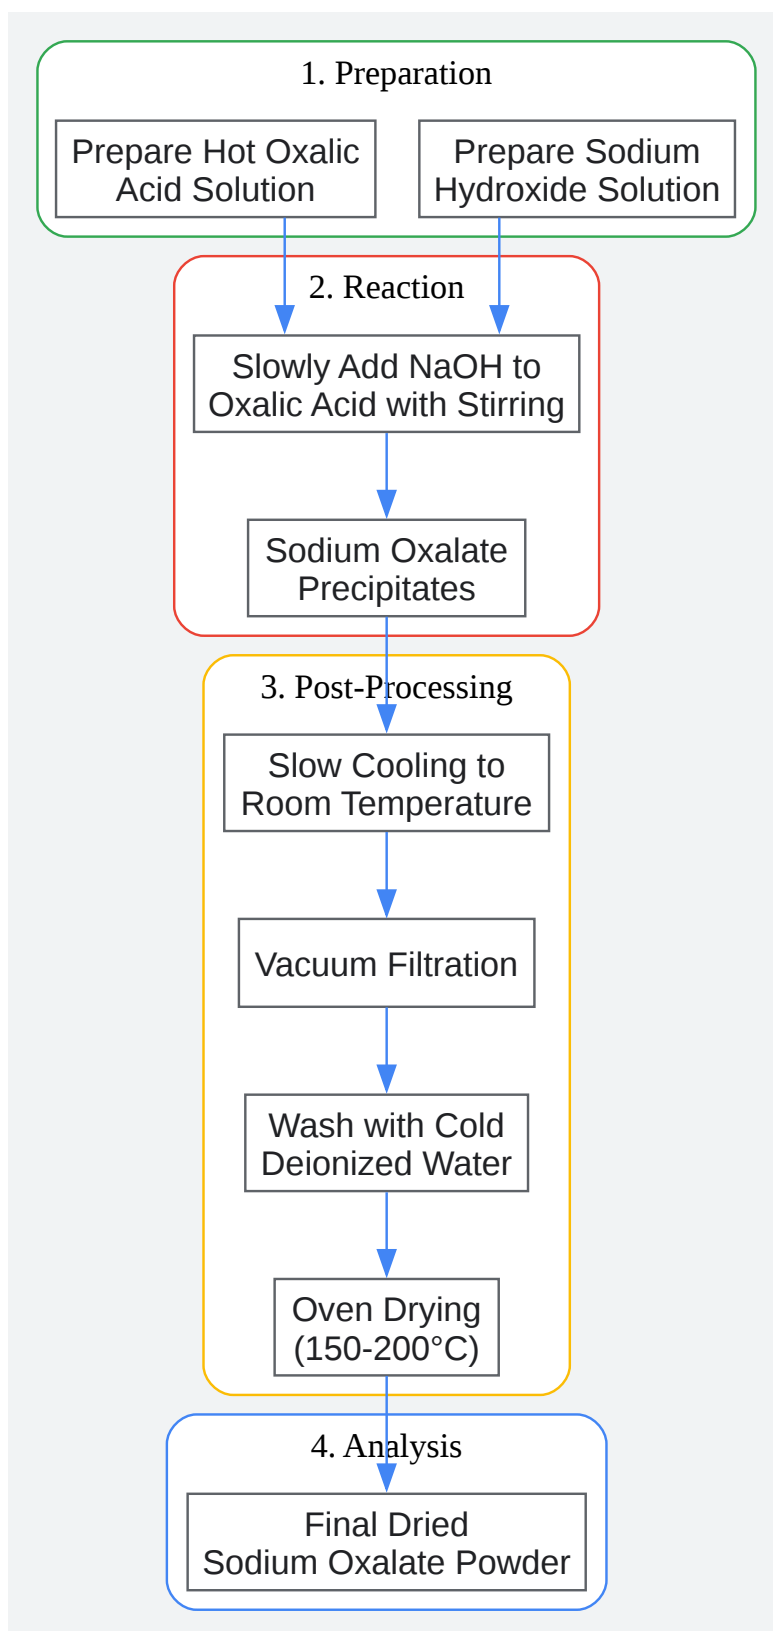 1. Preparation
Prepare Hot Oxalic
Acid Solution
Prepare Sodium
Hydroxide Solution
2. Reaction
Slowly Add NaOH to
Oxalic Acid with Stirring
Sodium Oxalate
Precipitates
3. Post-Processing
Slow Cooling to
Room Temperature
Vacuum Filtration
Wash with Cold
Deionized Water
Oven Drying
(150-200°C)
4. Analysis
Final Dried
Sodium Oxalate Powder